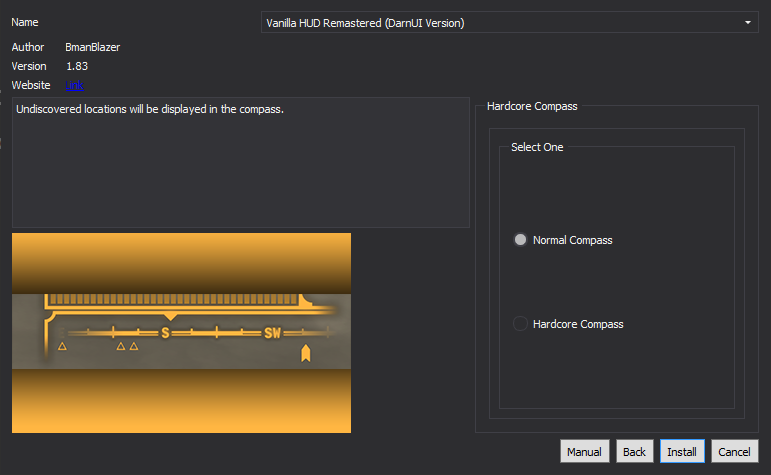 Name
Vanilla HUD Remastered (DarnUI Version)
Author BmanBlazer
Version 1.83
Website Link
Undiscovered locations will be displayed in the compass.
Hardcore Compass
Select One
Normal Compass
Hardcore Compass
S SW
Manual Back Install Cancel